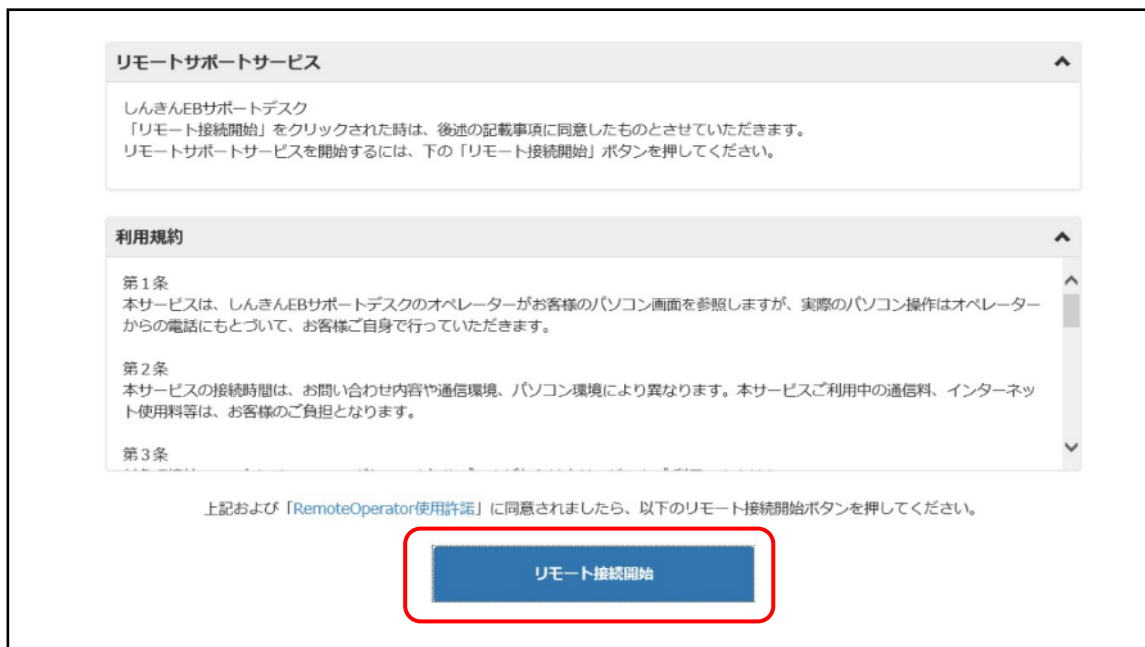 リモートサポートサービス
しんきんEBサポートデスク
「リモート接続開始」をクリックされた時は、後述の記載事項に同意したものとさせていただきます。
リモートサポートサービスを開始するには、下の「リモート接続開始」ボタンを押してください。
利用規約
第1条
本サービスは、しんきんEBサポートデスクのオペレーターがお客様のパソコン画面を参照しますが、実際のパソコン操作はオペレーター
からの電話にもとづいて、お客様ご自身で行っていただきます。
第2条
本サービスの接続時間は、お問い合わせ内容や通信環境、パソコン環境により異なります。本サービスご利用中の通信料、インターネッ
ト使用料等は、お客様のご負担となります。
第3条
上記および「RemoteOperator使用許諾」に同意されましたら、以下のリモート接続開始ボタンを押してください。
リモート接続開始